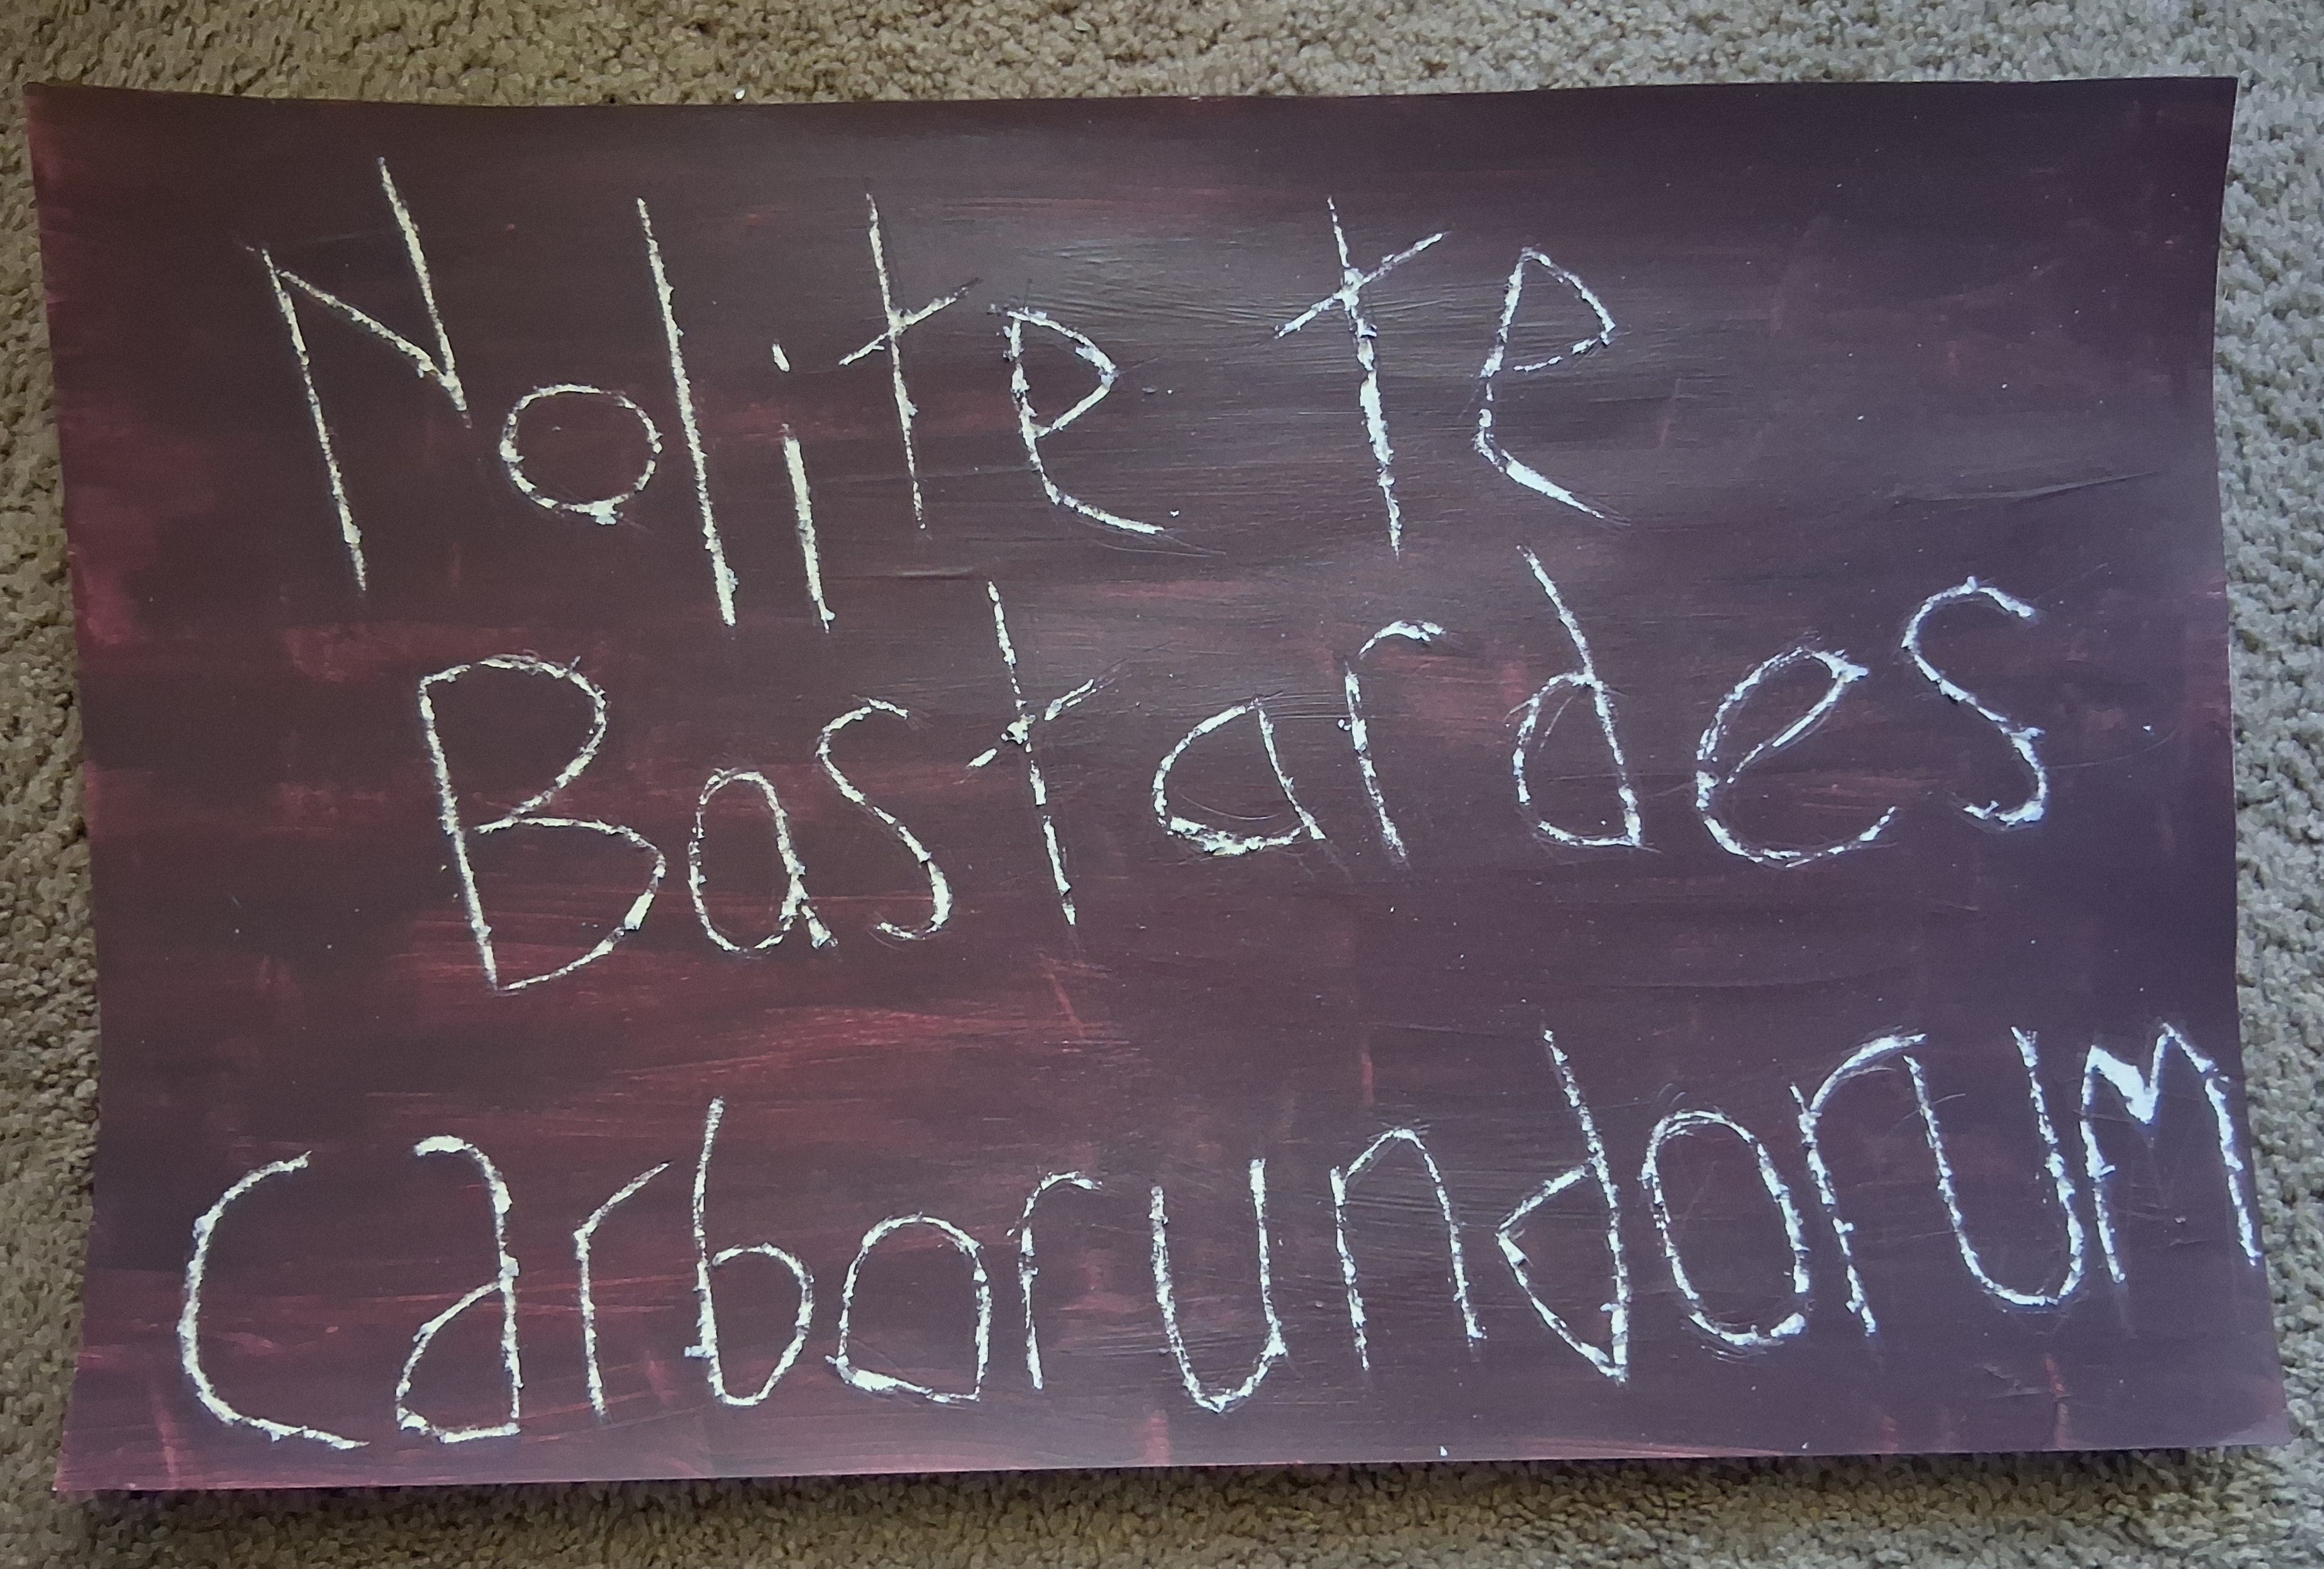 Nolite te
Bastardes
Carborundorum